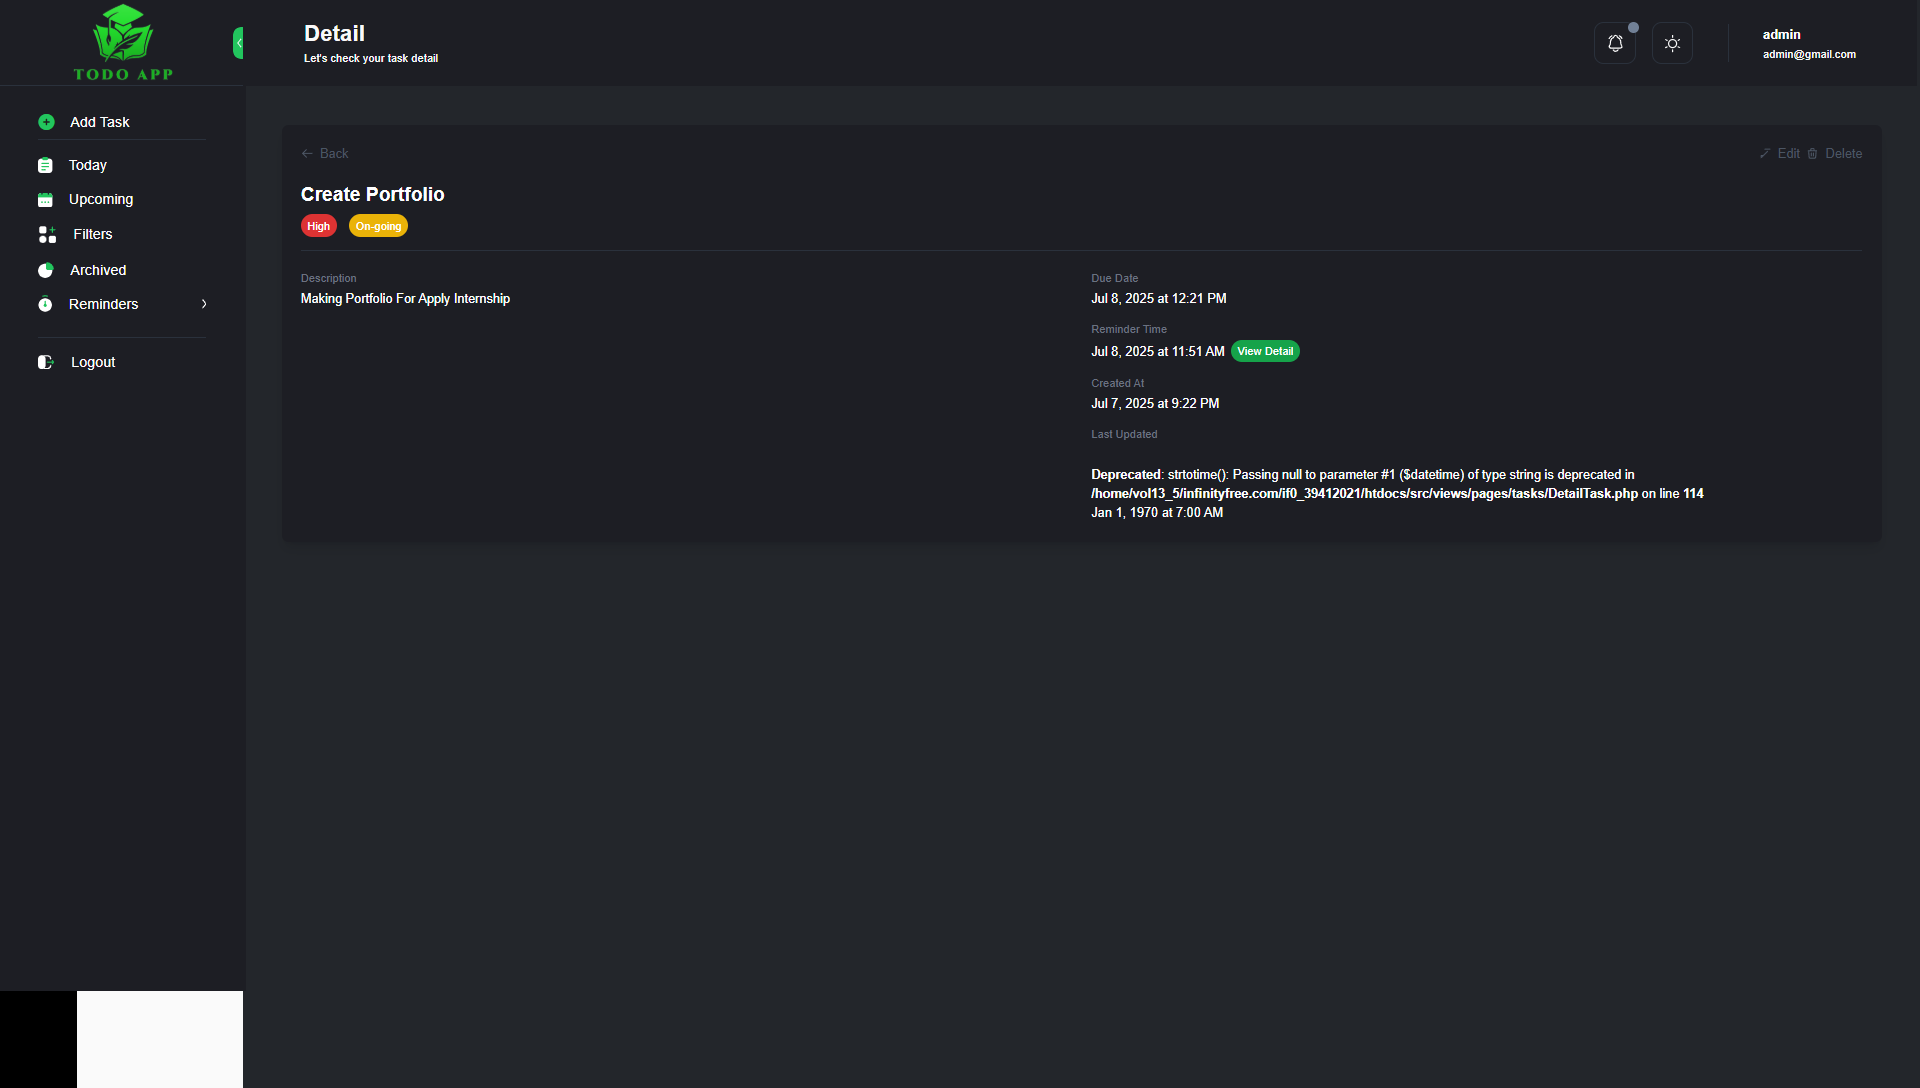 TODO APP
Detail
Let's check your task detail
admin
admin@gmail.com
Add Task
Today
Upcoming
Filters
Archived
Reminders
Logout
Back
Edit
Delete
Create Portfolio
High
On-going
Description
Making Portfolio For Apply Internship
Due Date
Jul 8, 2025 at 12:21 PM
Reminder Time
Jul 8, 2025 at 11:51 AM View Detail
Created At
Jul 7, 2025 at 9:22 PM
Last Updated
Deprecated: strtotime(): Passing null to parameter #1 ($datetime) of type string is deprecated in
/home/vol13_5/infinityfree.com/if0_39412021/htdocs/src/views/pages/tasks/DetailTask.php on line 114
Jan 1, 1970 at 7:00 AM